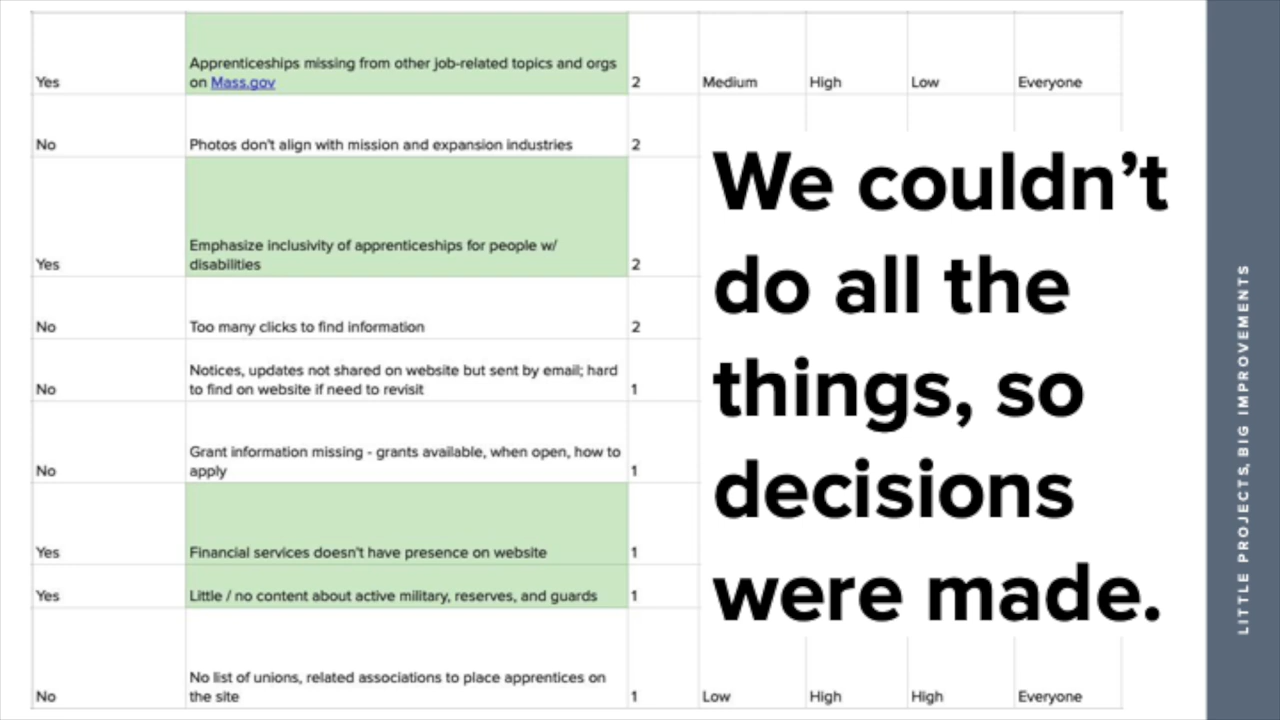 Apprenticeships missing from other job-related topics and orgs
Yes on Mass.gov 2 Medium High Low Everyone
No Photos don't align with mission and expansion industries 2
Emphasize inclusivity of apprenticeships for people w/
Yes disabilities 2
No Too many clicks to find information 2
Notices, updates not shared on website but sent by email; hard
No to find on website if need to revisit 1
Grant information missing - grants available, when open, how to
No apply 1
Yes Financial services doesn't have presence on website 1
Yes Little / no content about active military, reserves, and guards 1
No list of unions, related associations to place apprentices on
No the site 1 Low High High Everyone
We couldn’t
do all the
things, so
decisions
were made.
LITTLE PROJECTS, BIG IMPROVEMENTS